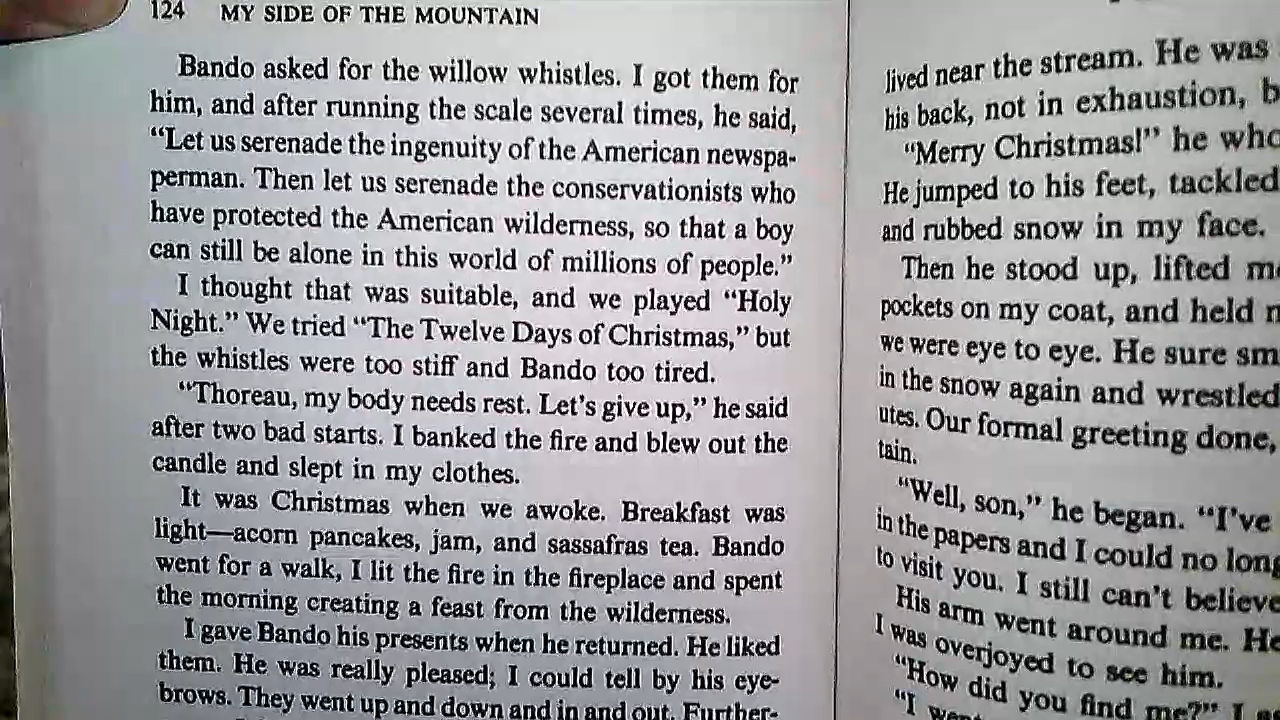 124 MY SIDE OF THE MOUNTAIN
Bando asked for the willow whistles. I got them for
him, and after running the scale several times, he said,
“Let us serenade the ingenuity of the American newspa-
perman. Then let us serenade the conservationists who
have protected the American wilderness, so that a boy
can still be alone in this world of millions of people.”
I thought that was suitable, and we played “Holy
Night.” We tried “The Twelve Days of Christmas,” but
the whistles were too stiff and Bando too tired.
“Thoreau, my body needs rest. Let’s give up,” he said
after two bad starts. I banked the fire and blew out the
candle and slept in my clothes.
It was Christmas when we awoke. Breakfast was
light—acorn pancakes, jam, and sassafras tea. Bando
went for a walk, I lit the fire in the fireplace and spent
the morning creating a feast from the wilderness.
I gave Bando his presents when he returned. He liked
them. He was really pleased; I could tell by his eye-
brows. They went up and down and in and out. Further-
lived near the stream. He was
his back, not in exhaustion, b
“Merry Christmas!” he who
He jumped to his feet, tackled
and rubbed snow in my face.
Then he stood up, lifted m
pockets on my coat, and held m
we were eye to eye. He sure sm
in the snow again and wrestled
utes. Our formal greeting done,
tain.
“Well, son,” he began. “I’ve
in the papers and I could no long
to visit you. I still can’t believe
His arm went around me. He
I was overjoyed to see him.
“How did you find me?” I
“I went